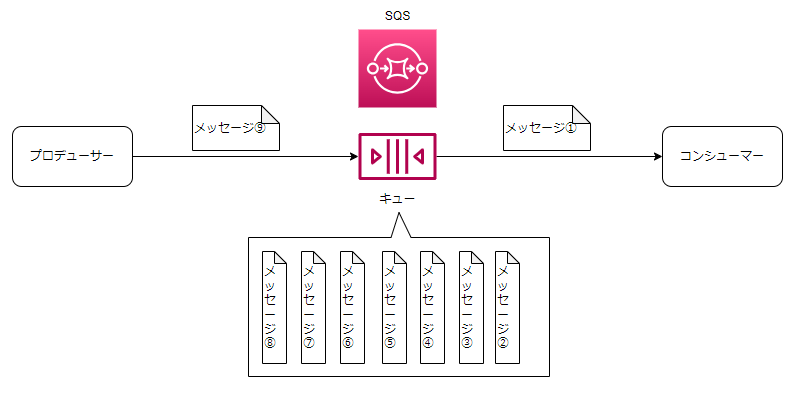 SQS
メッセージ⑨
メッセージ①
プロデューサー
コンシューマー
キュー
メッセージ⑧
メッセージ⑦
メッセージ⑥
メッセージ⑤
メッセージ④
メッセージ③
メッセージ②